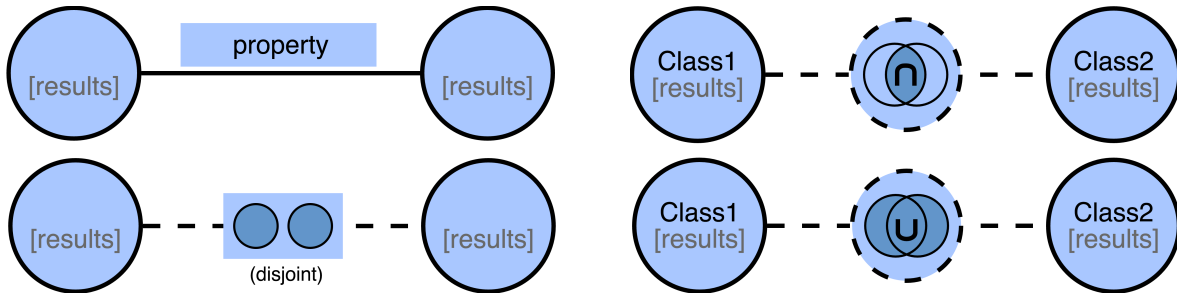 property
[results]
[results]
Class1
[results]
∩
Class2
[results]
[results]
(disjoint)
[results]
Class1
[results]
∪
Class2
[results]